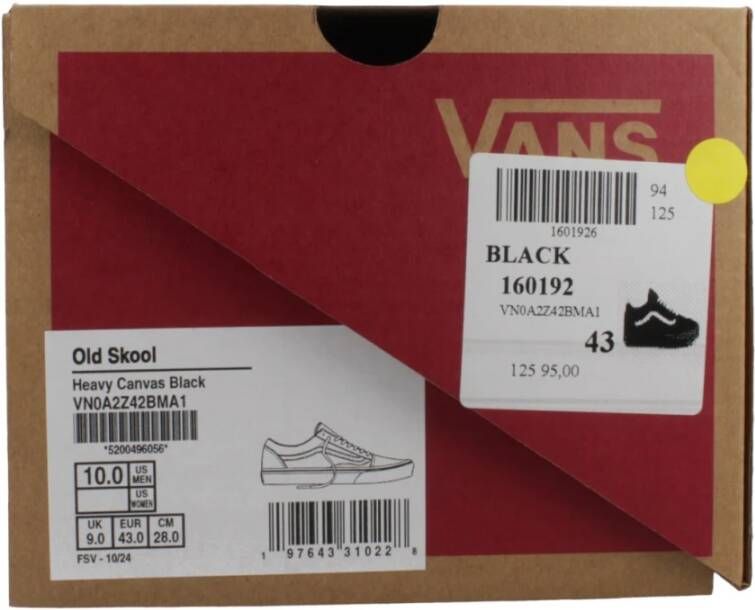 VANS
94
125
1601926
BLACK
160192
VN0A2Z42BMA1
43
125 95,00
Old Skool
Heavy Canvas Black
VN0A2Z42BMA1
*5200496056*
10.0 US MEN
US WOMEN
UK EUR CM
9.0 43.0 28.0
FSV - 10/24
1 97643 31022 8